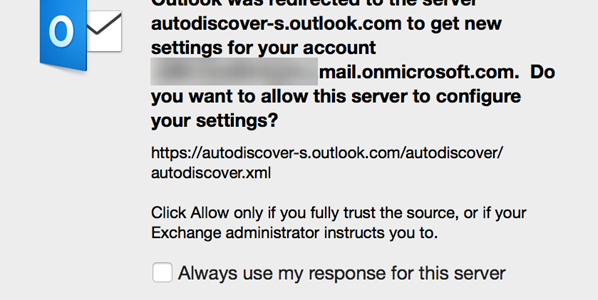 Outlook was redirected to the server
autodiscover-s.outlook.com to get new
settings for your account
mail.onmicrosoft.com. Do
you want to allow this server to configure
your settings?
https://autodiscover-s.outlook.com/autodiscover/
autodiscover.xml
Click Allow only if you fully trust the source, or if your
Exchange administrator instructs you to.
Always use my response for this server